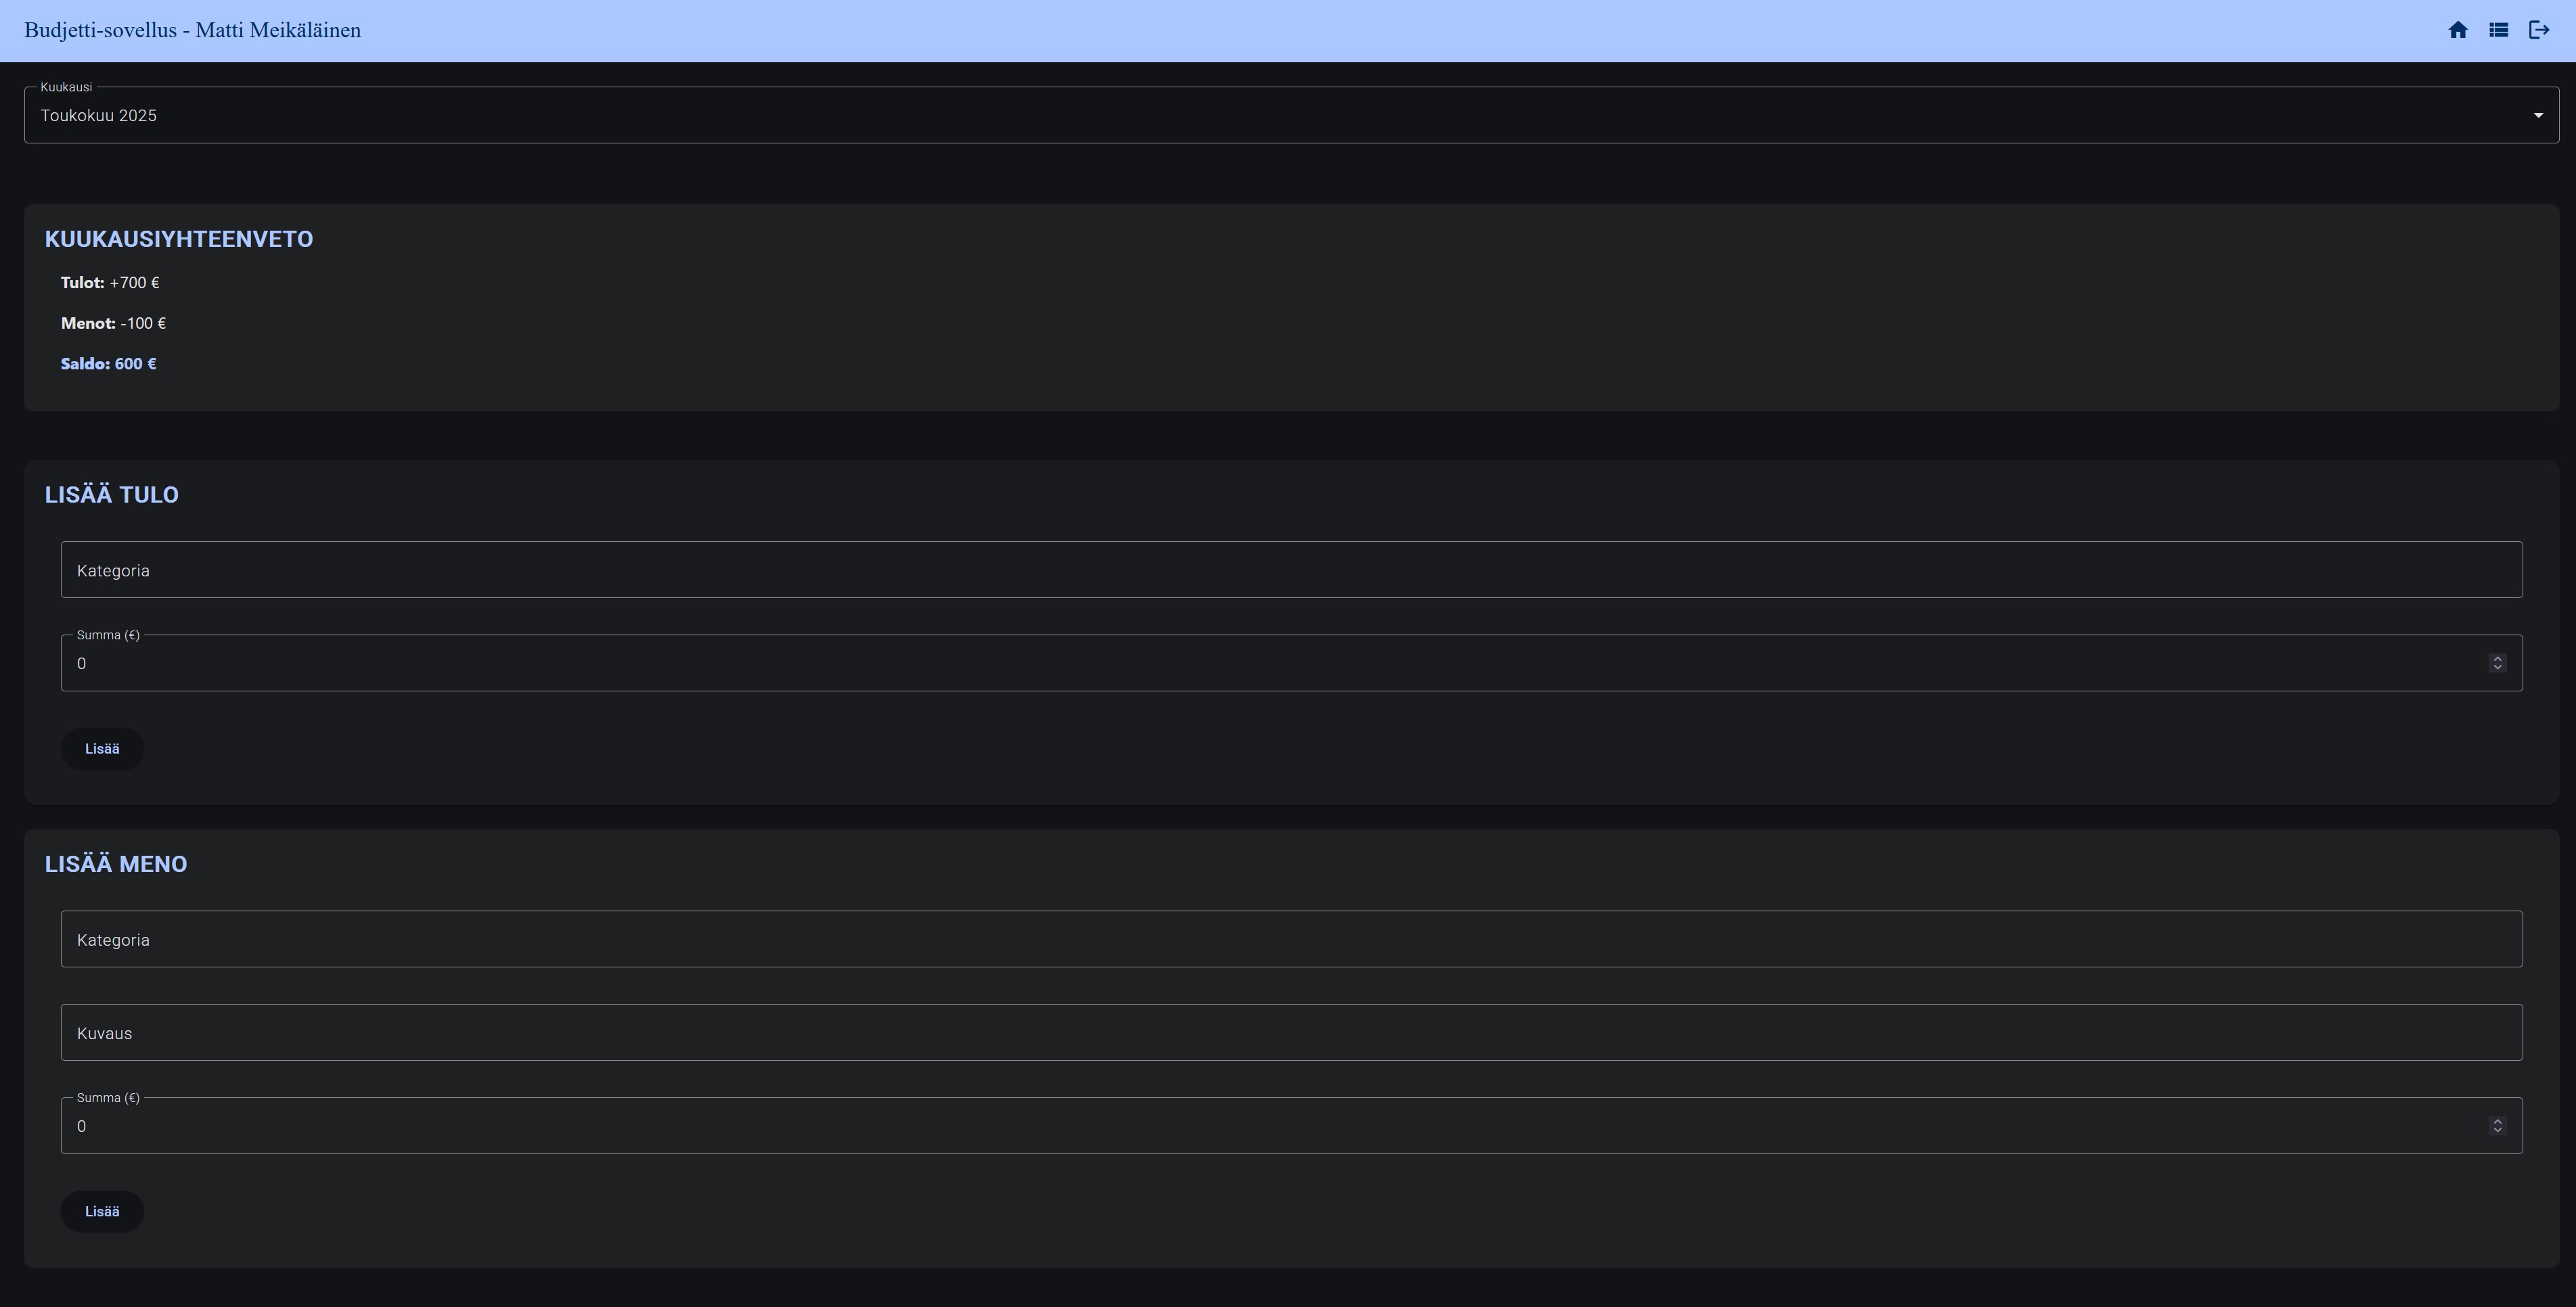 Budjetti-sovellus - Matti Meikäläinen
Kuukausi
Toukokuu 2025
KUUKAUSIYHTEENVETO
Tulot: +700 €
Menot: -100 €
Saldo: 600 €
LISÄÄ TULO
Kategoria
Summa (€)
0
Lisää
LISÄÄ MENO
Kategoria
Kuvaus
Summa (€)
0
Lisää